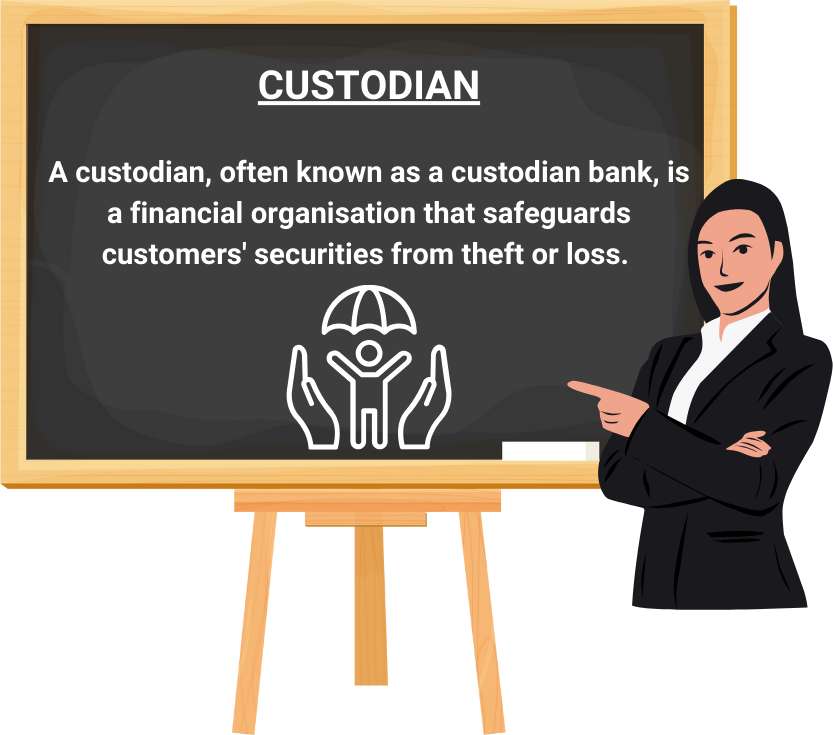 CUSTODIAN
A custodian, often known as a custodian bank, is
a financial organisation that safeguards
customers' securities from theft or loss.